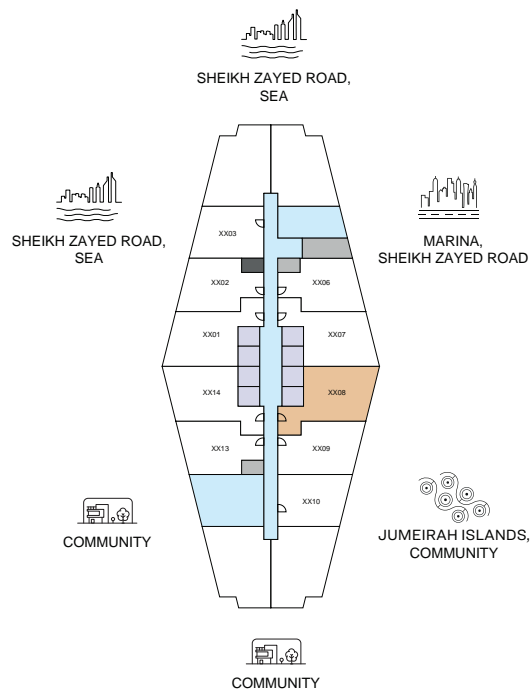 SHEIKH ZAYED ROAD,
SEA
SHEIKH ZAYED ROAD,
SEA
MARINA,
SHEIKH ZAYED ROAD
XX03
XX02
XX06
XX01
XX07
XX14
XX08
XX13
XX09
XX10
COMMUNITY
JUMEIRAH ISLANDS,
COMMUNITY
COMMUNITY